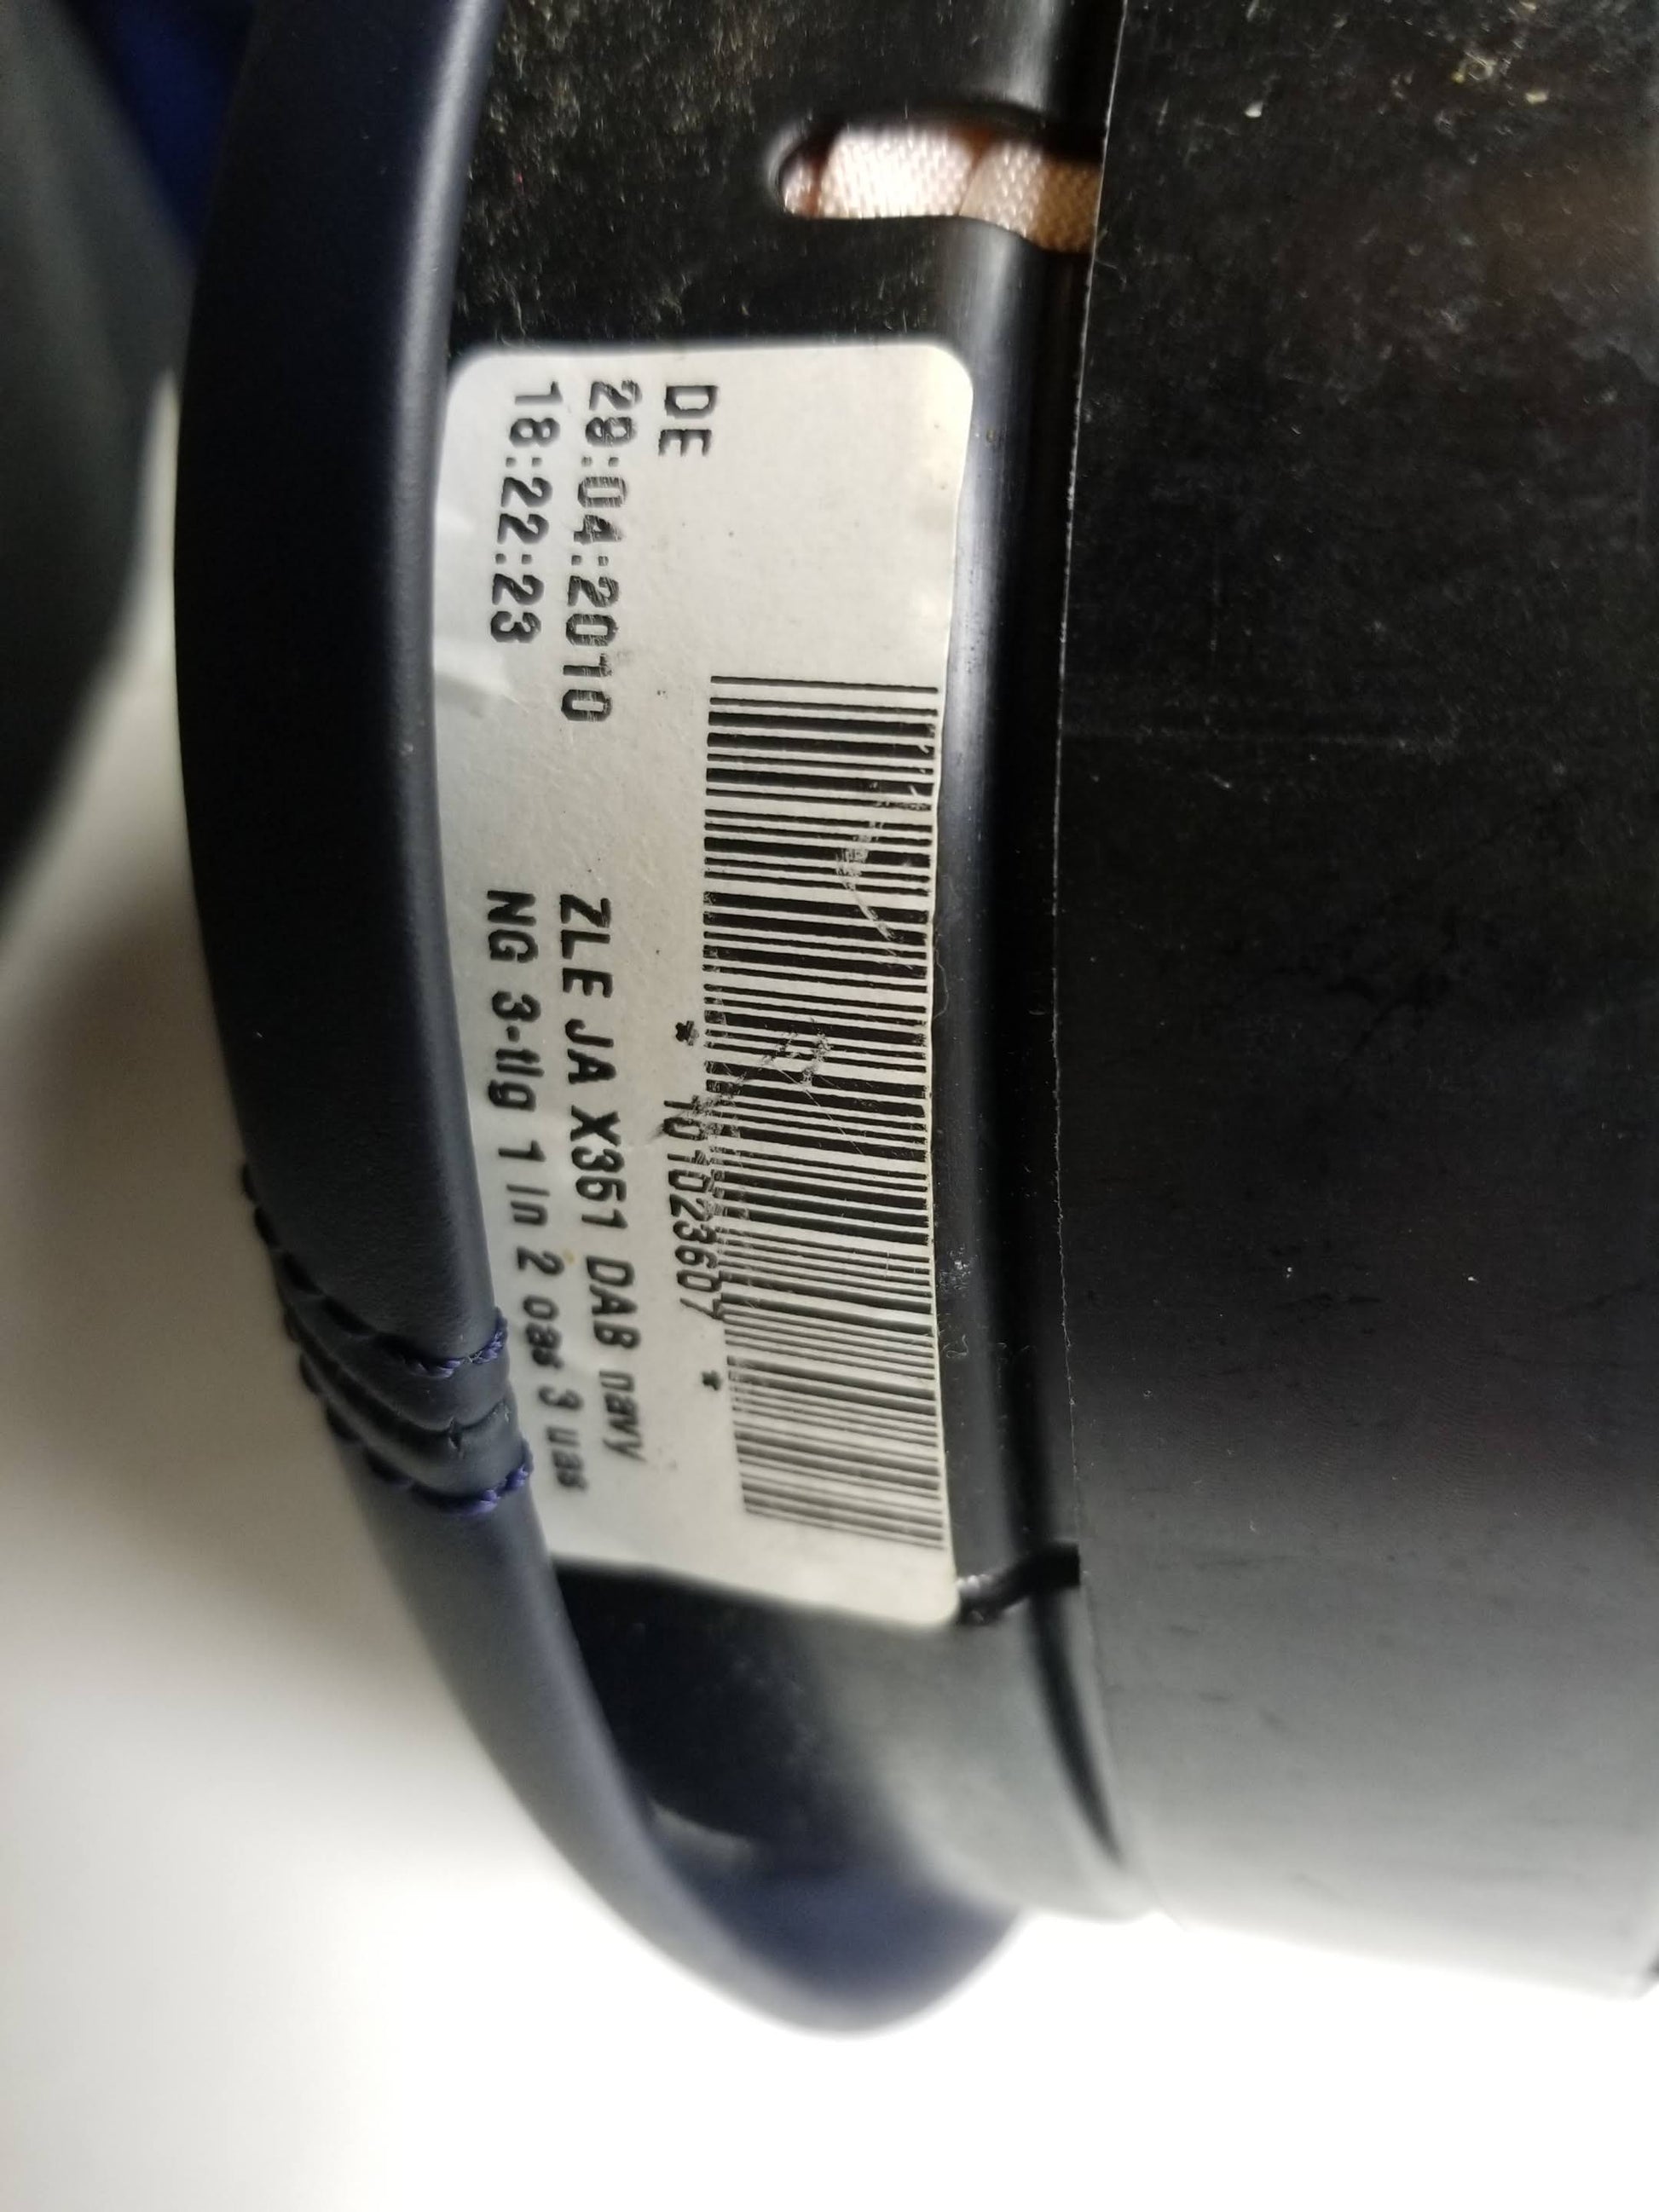 * 101023607 *
DE
28:04:2010 ZLE JA X351 DAB navy
18:22:23 NG 3-tlg 1 in 2 oas 3 uas